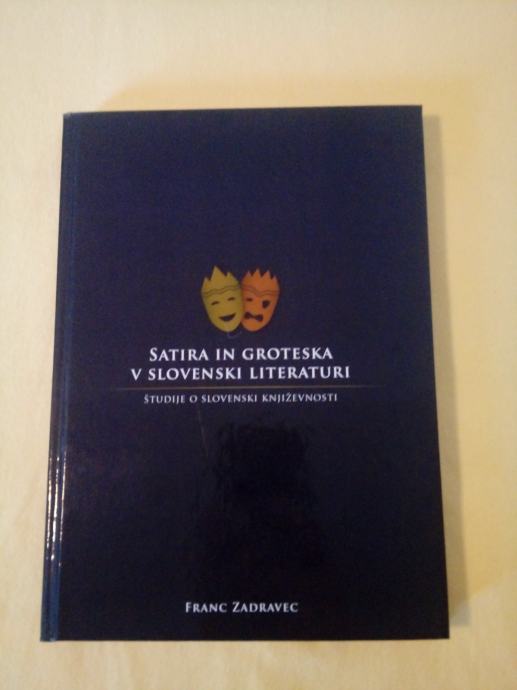 SATIRA IN GROTESKA
V SLOVENSKI LITERATURI
ŠTUDIJE O SLOVENSKI KNJIŽEVNOSTI
FRANC ZADRAVEC